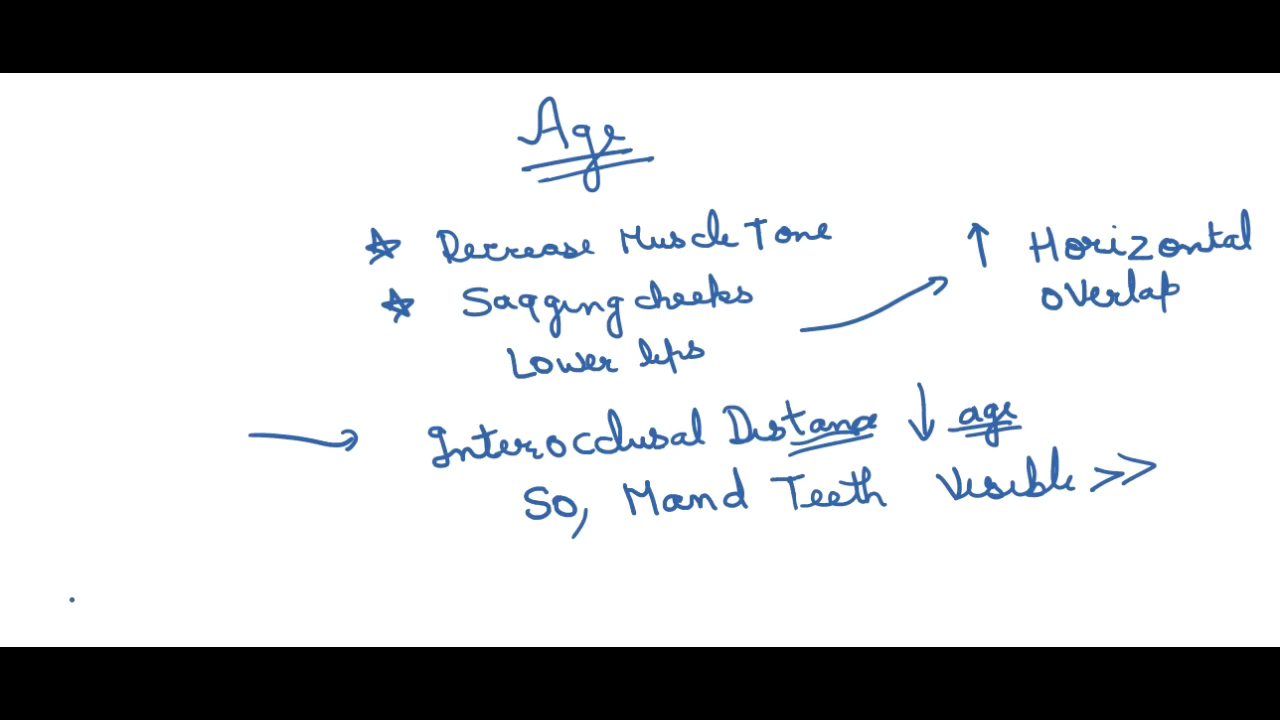 Age
☆ Decrease Muscle Tone
☆ Sagging cheeks
Lower lips
↑ Horizontal
overlap
→ Interocclusal Distance ↓ age
So, Mand Teeth Visible >>